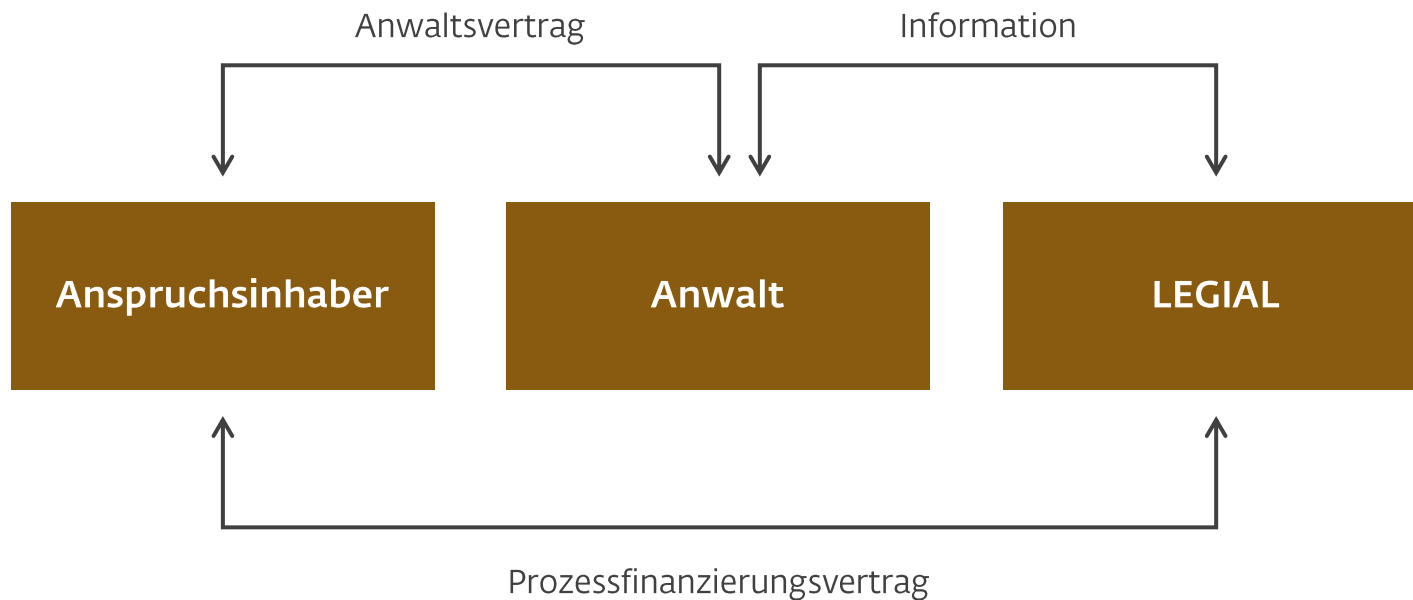 Anwaltsvertrag
Information
Anspruchsinhaber
Anwalt
LEGIAL
Prozessfinanzierungsvertrag